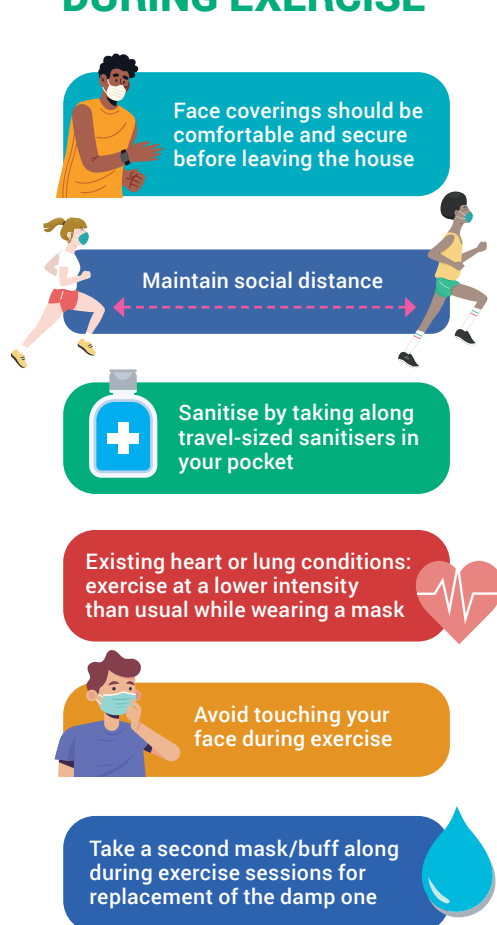 DURING EXERCISE
Face coverings should be
comfortable and secure
before leaving the house
Maintain social distance
Sanitise by taking along
travel-sized sanitisers in
your pocket
Existing heart or lung conditions:
exercise at a lower intensity
than usual while wearing a mask
Avoid touching your
face during exercise
Take a second mask/buff along
during exercise sessions for
replacement of the damp one